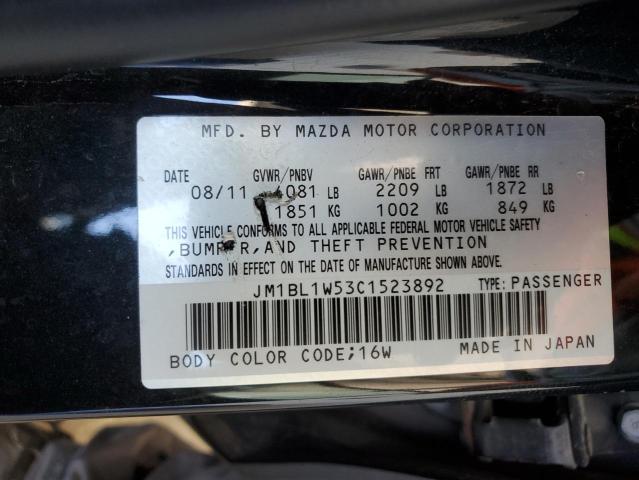 MFD. BY MAZDA MOTOR CORPORATION
DATE GVWR/PNBV GAWR/PNBE FRT GAWR/PNBE RR
08/11 LB 2209 LB 1872 LB
1851 KG 1002 KG 849 KG
THIS VEHICLE CONFORMS TO ALL APPLICABLE FEDERAL MOTOR VEHICLE SAFETY
,BUMPER,AND THEFT PREVENTION
STANDARDS IN EFFECT ON THE DATE OF MANUFACTURE SHOWN ABOVE.
JM1BL1W53C1523892 TYPE: PASSENGER
BODY COLOR CODE;16W MADE IN JAPAN